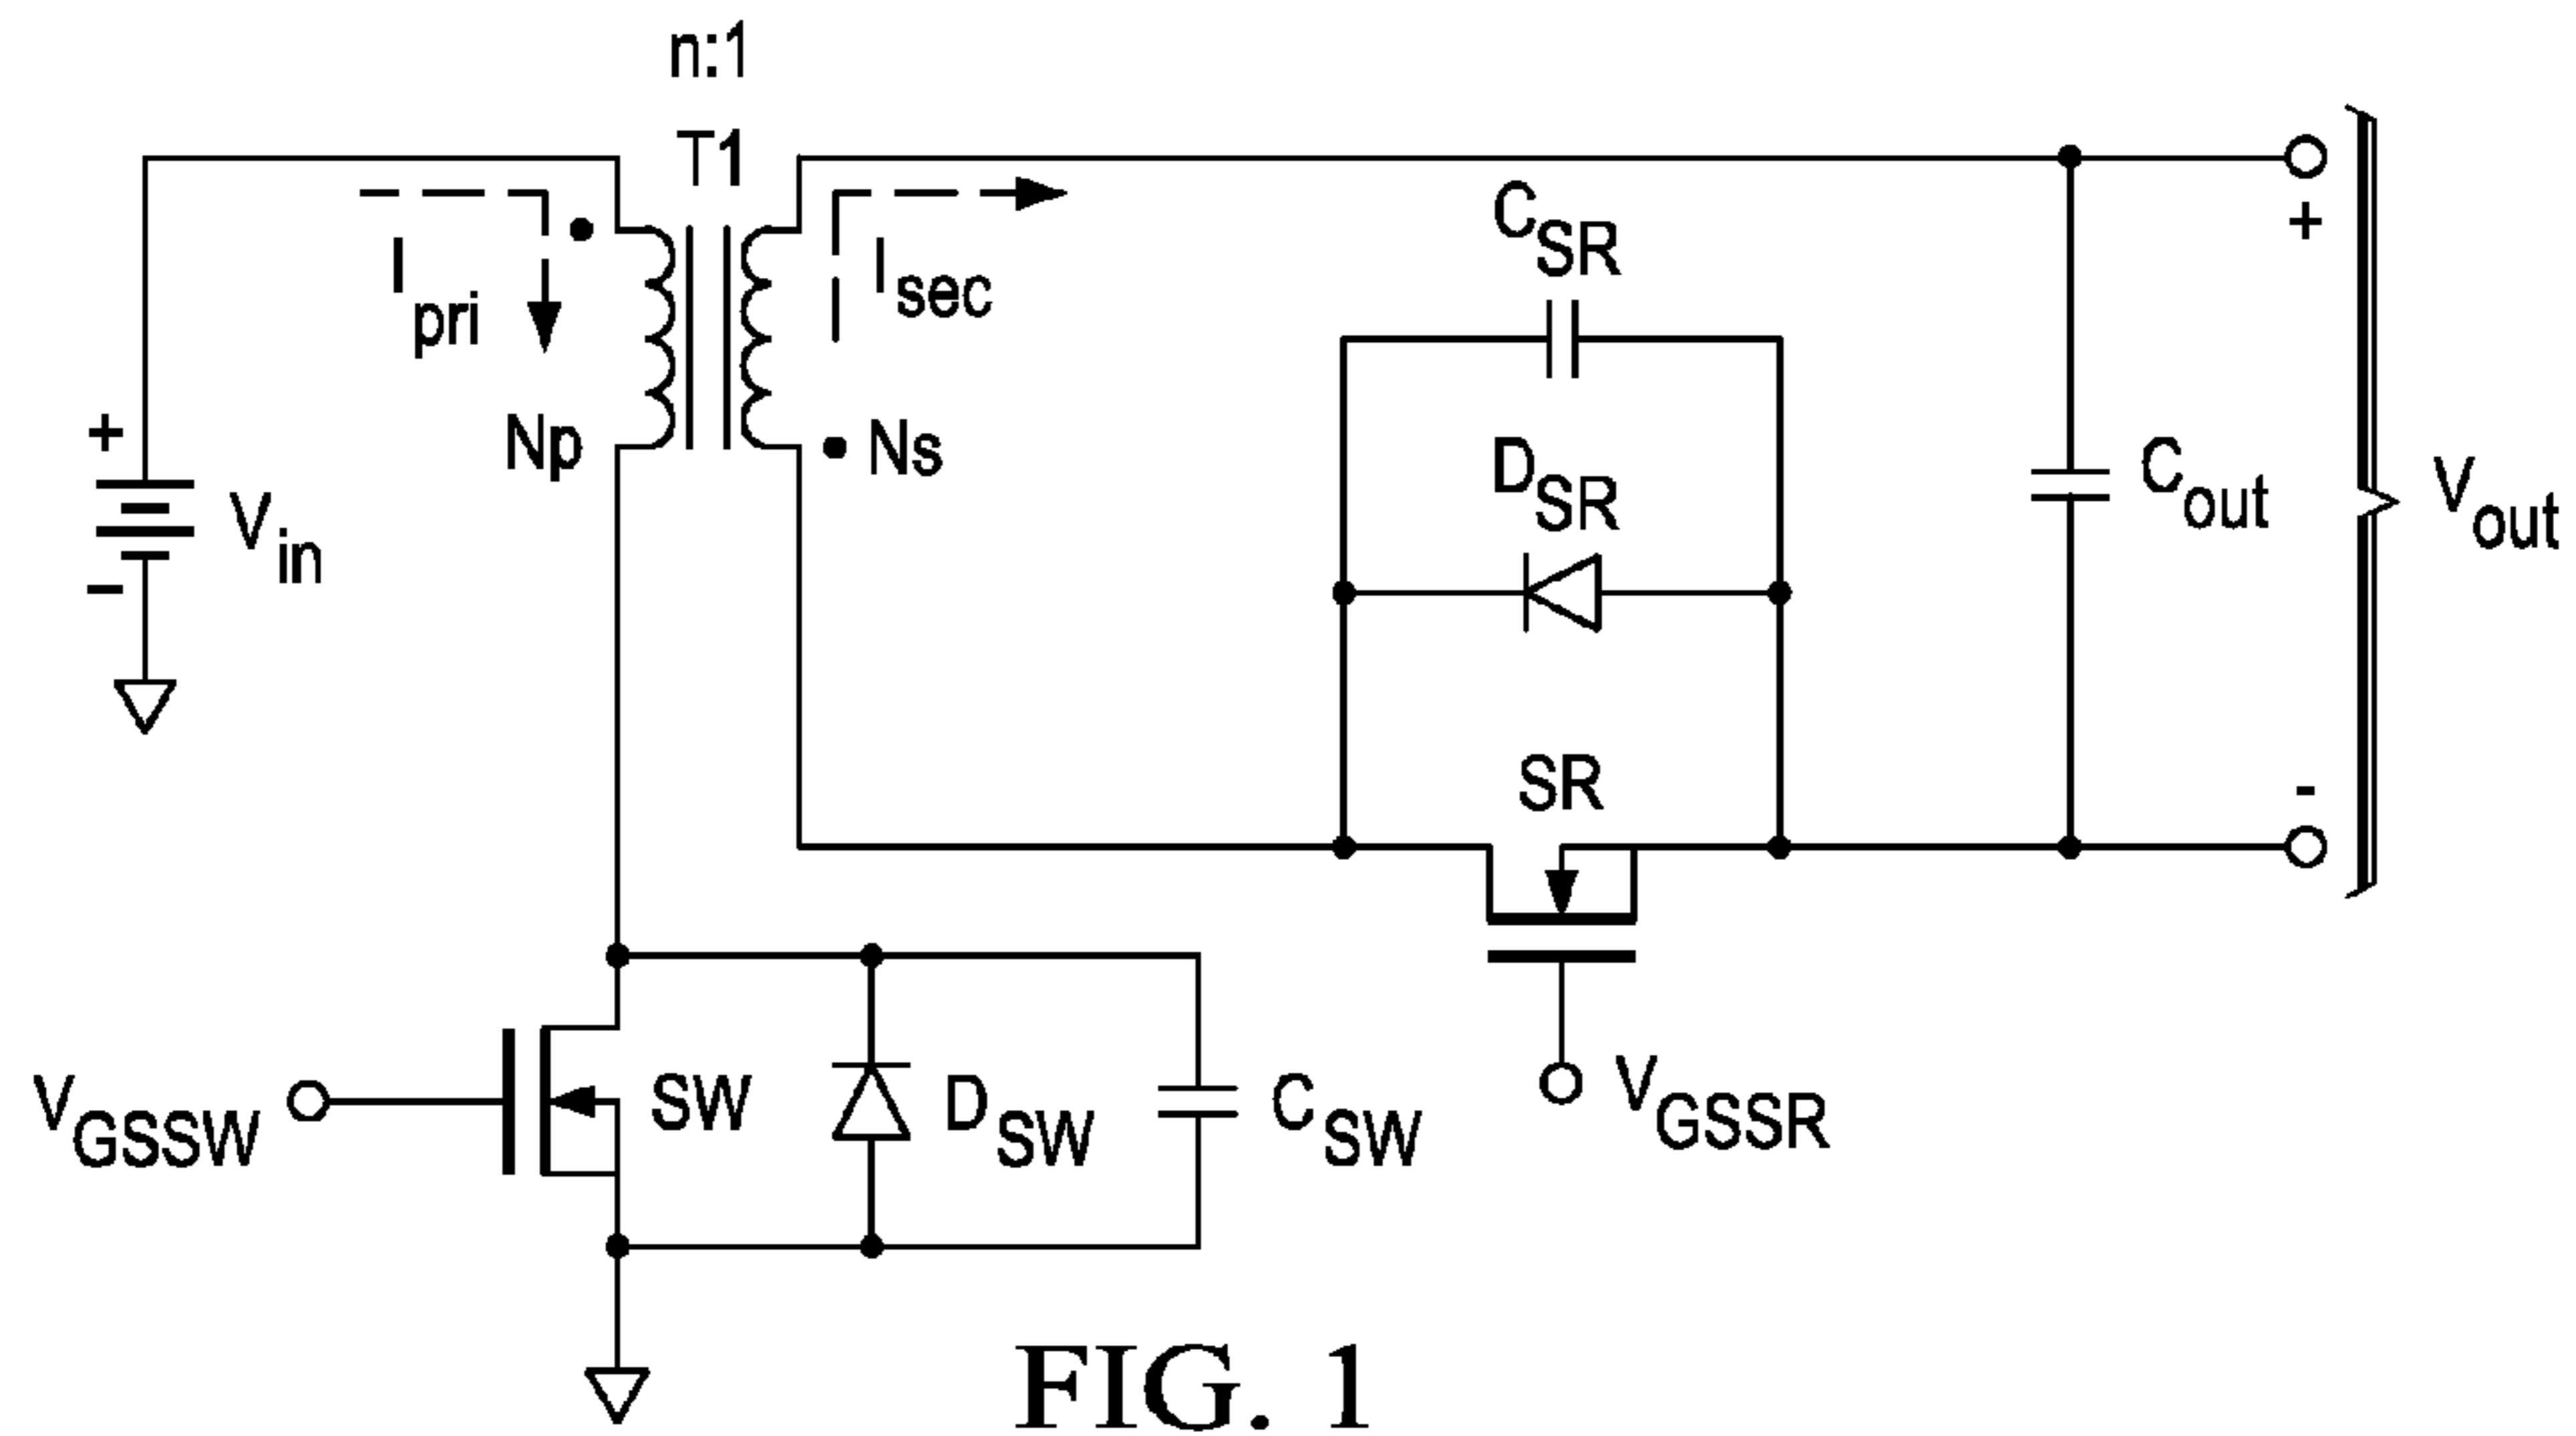 n:1
T1
Ipri
Isec
Np
Ns
+
Vin
-
CSR
DSR
SR
Cout
+
Vout
-
VGSSW
SW
DSW
CSW
VGSSR
FIG. 1